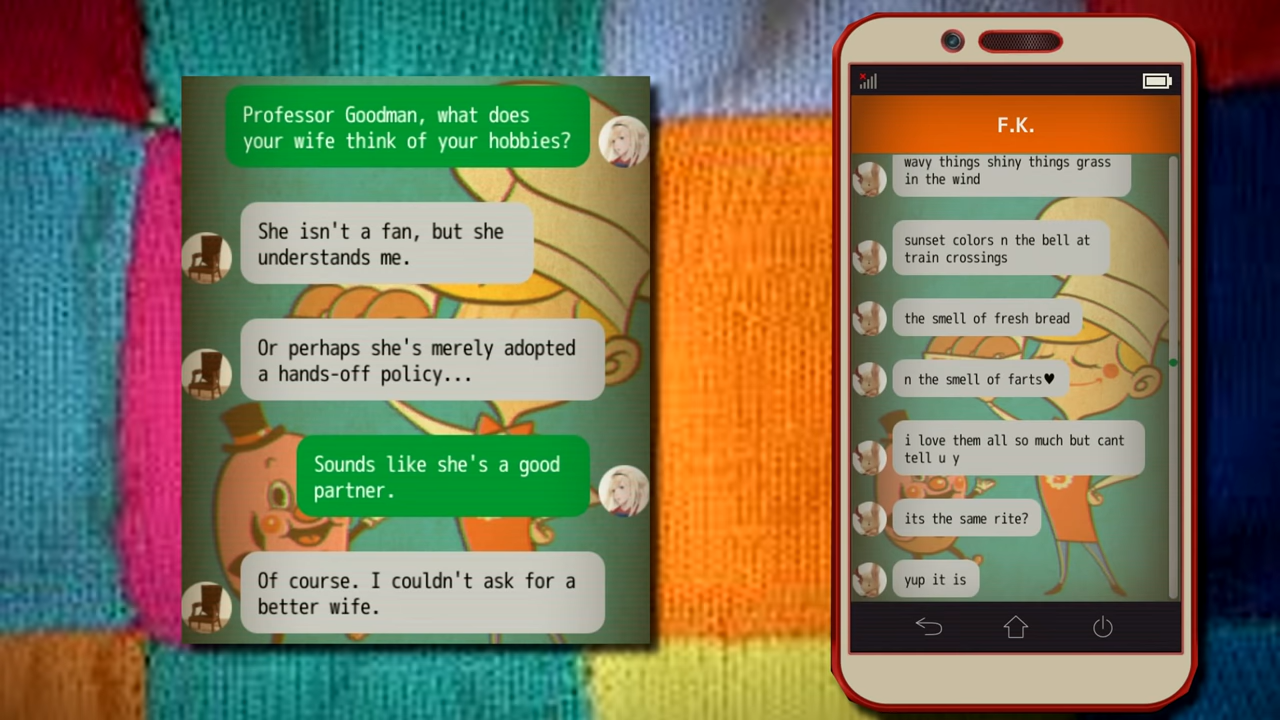 Professor Goodman, what does
your wife think of your hobbies?
She isn't a fan, but she
understands me.
Or perhaps she's merely adopted
a hands-off policy...
Sounds like she's a good
partner.
Of course. I couldn't ask for a
better wife.
F.K.
wavy things shiny things grass
in the wind
sunset colors n the bell at
train crossings
the smell of fresh bread
n the smell of farts♥
i love them all so much but cant
tell u y
its the same rite?
yup it is